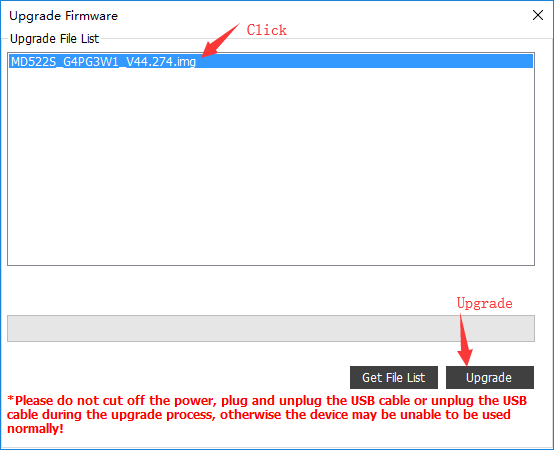 Upgrade Firmware
Click
Upgrade File List
MD522S_G4PG3W1_V44.274.img
Upgrade
Get File List
Upgrade
*Please do not cut off the power, plug and unplug the USB cable or unplug the USB
cable during the upgrade process, otherwise the device may be unable to be used
normally!